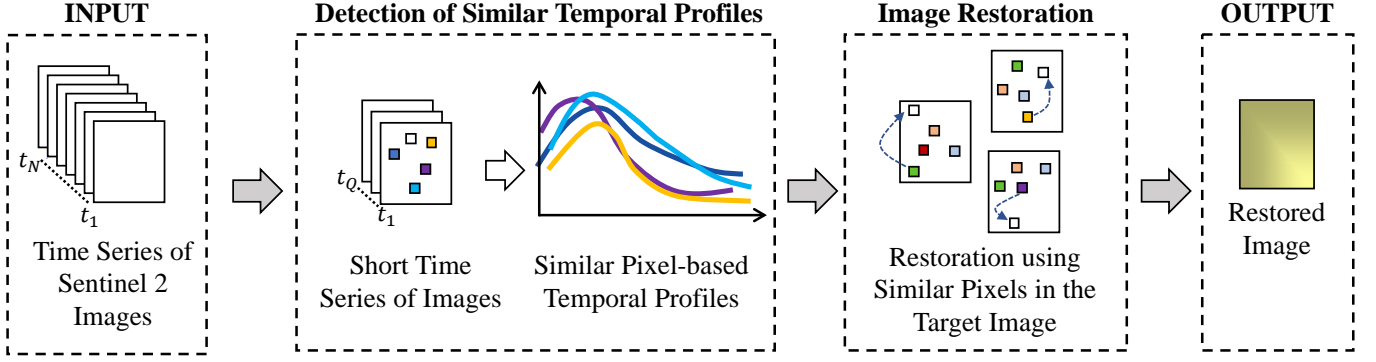 INPUT
Detection of Similar Temporal Profiles
Image Restoration
OUTPUT
t_N
t_1
Time Series of
Sentinel 2
Images
t_Q
t_1
Short Time
Series of Images
Similar Pixel-based
Temporal Profiles
Restoration using
Similar Pixels in the
Target Image
Restored
Image